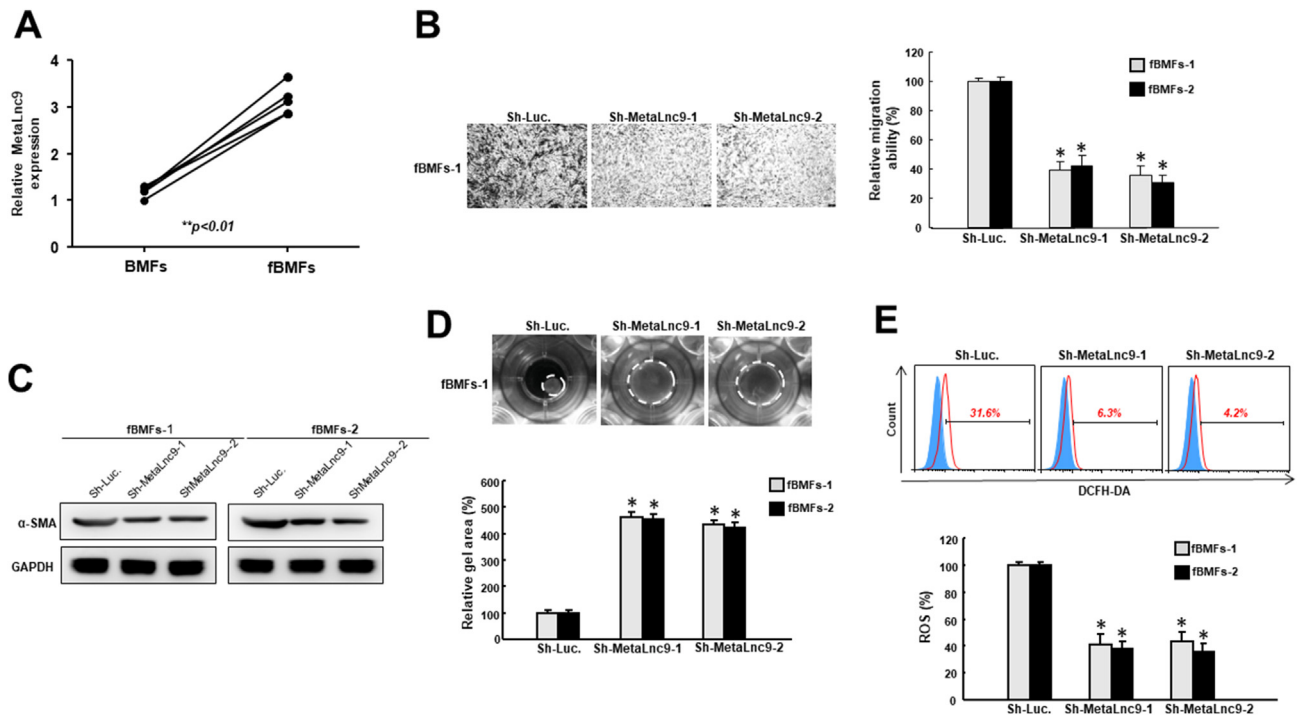 A
Relative MetaLnc9
expression
4
3
2
1
0
**p<0.01
BMFs
fBMFs
B
Sh-Luc.
Sh-MetaLnc9-1
Sh-MetaLnc9-2
fBMFs-1
Relative migration
ability (%)
120
100
80
60
40
20
0
fBMFs-1
fBMFs-2
*
*
*
*
Sh-Luc.
Sh-MetaLnc9-1
Sh-MetaLnc9-2
C
fBMFs-1
fBMFs-2
Sh-Luc.
Sh-MetaLnc9-1
ShMetaLnc9--2
Sh-Luc.
Sh-MetaLnc9-1
ShMetaLnc9--2
α-SMA
GAPDH
D
Sh-Luc.
Sh-MetaLnc9-1
Sh-MetaLnc9-2
fBMFs-1
Relative gel area (%)
600
500
400
300
200
100
0
fBMFs-1
fBMFs-2
*
*
*
*
Sh-Luc.
Sh-MetaLnc9-1
Sh-MetaLnc9-2
E
Sh-Luc.
Sh-MetaLnc9-1
Sh-MetaLnc9-2
Count
31.6%
6.3%
4.2%
DCFH-DA
ROS (%)
120
100
80
60
40
20
0
fBMFs-1
fBMFs-2
*
*
*
*
Sh-Luc.
Sh-MetaLnc9-1
Sh-MetaLnc9-2